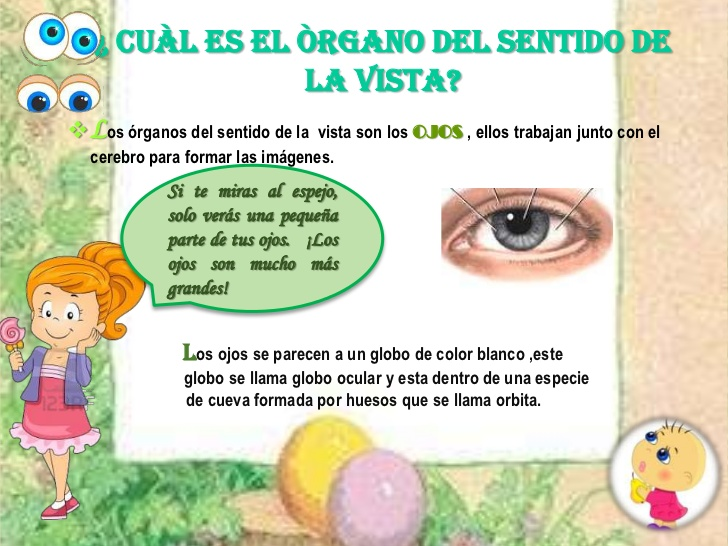 ¿ CUÀL ES EL ÒRGANO DEL SENTIDO DE
LA VISTA?
Los órganos del sentido de la vista son los OJOS , ellos trabajan junto con el
cerebro para formar las imágenes.
Si te miras al espejo,
solo verás una pequeña
parte de tus ojos. ¡Los
ojos son mucho más
grandes!
Los ojos se parecen a un globo de color blanco ,este
globo se llama globo ocular y esta dentro de una especie
de cueva formada por huesos que se llama orbita.